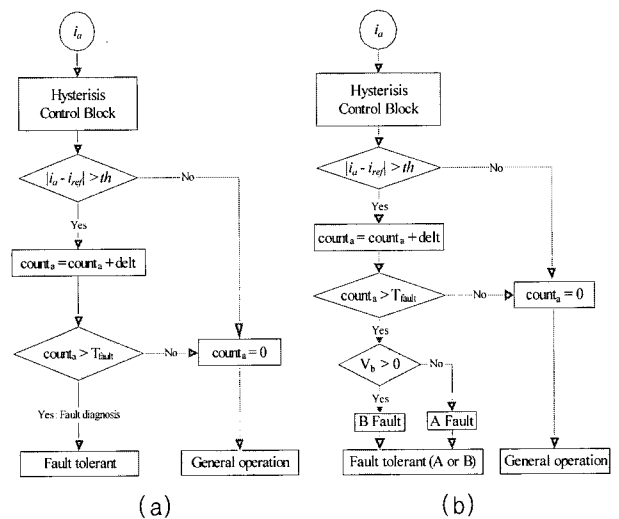 i_a
Hysterisis
Control Block
|i_a - i_ref| > th
No
Yes
count_a = count_a + delt
count_a > T_fault
No
count_a = 0
Yes: Fault diagnosis
Fault tolerant
General operation
(a)
i_a
Hysterisis
Control Block
|i_a - i_ref| > th
No
Yes
count_a = count_a + delt
count_a > T_fault
No
count_a = 0
Yes
V_b > 0
No
Yes
B Fault
A Fault
Fault tolerant (A or B)
General operation
(b)